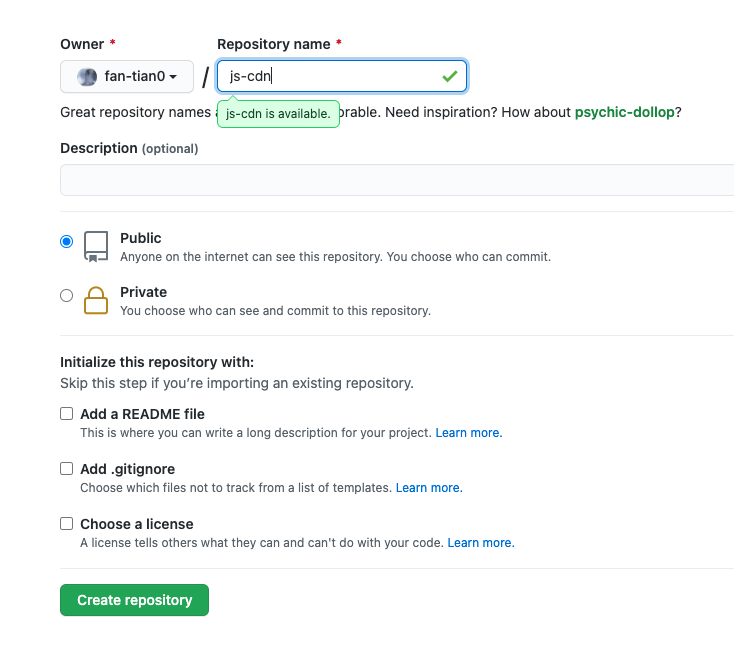 Owner *
Repository name *
fan-tian0
/
js-cdn
Great repository names a orable. Need inspiration? How about psychic-dollop?
js-cdn is available.
Description (optional)
Public
Anyone on the internet can see this repository. You choose who can commit.
Private
You choose who can see and commit to this repository.
Initialize this repository with:
Skip this step if you’re importing an existing repository.
Add a README file
This is where you can write a long description for your project. Learn more.
Add .gitignore
Choose which files not to track from a list of templates. Learn more.
Choose a license
A license tells others what they can and can't do with your code. Learn more.
Create repository